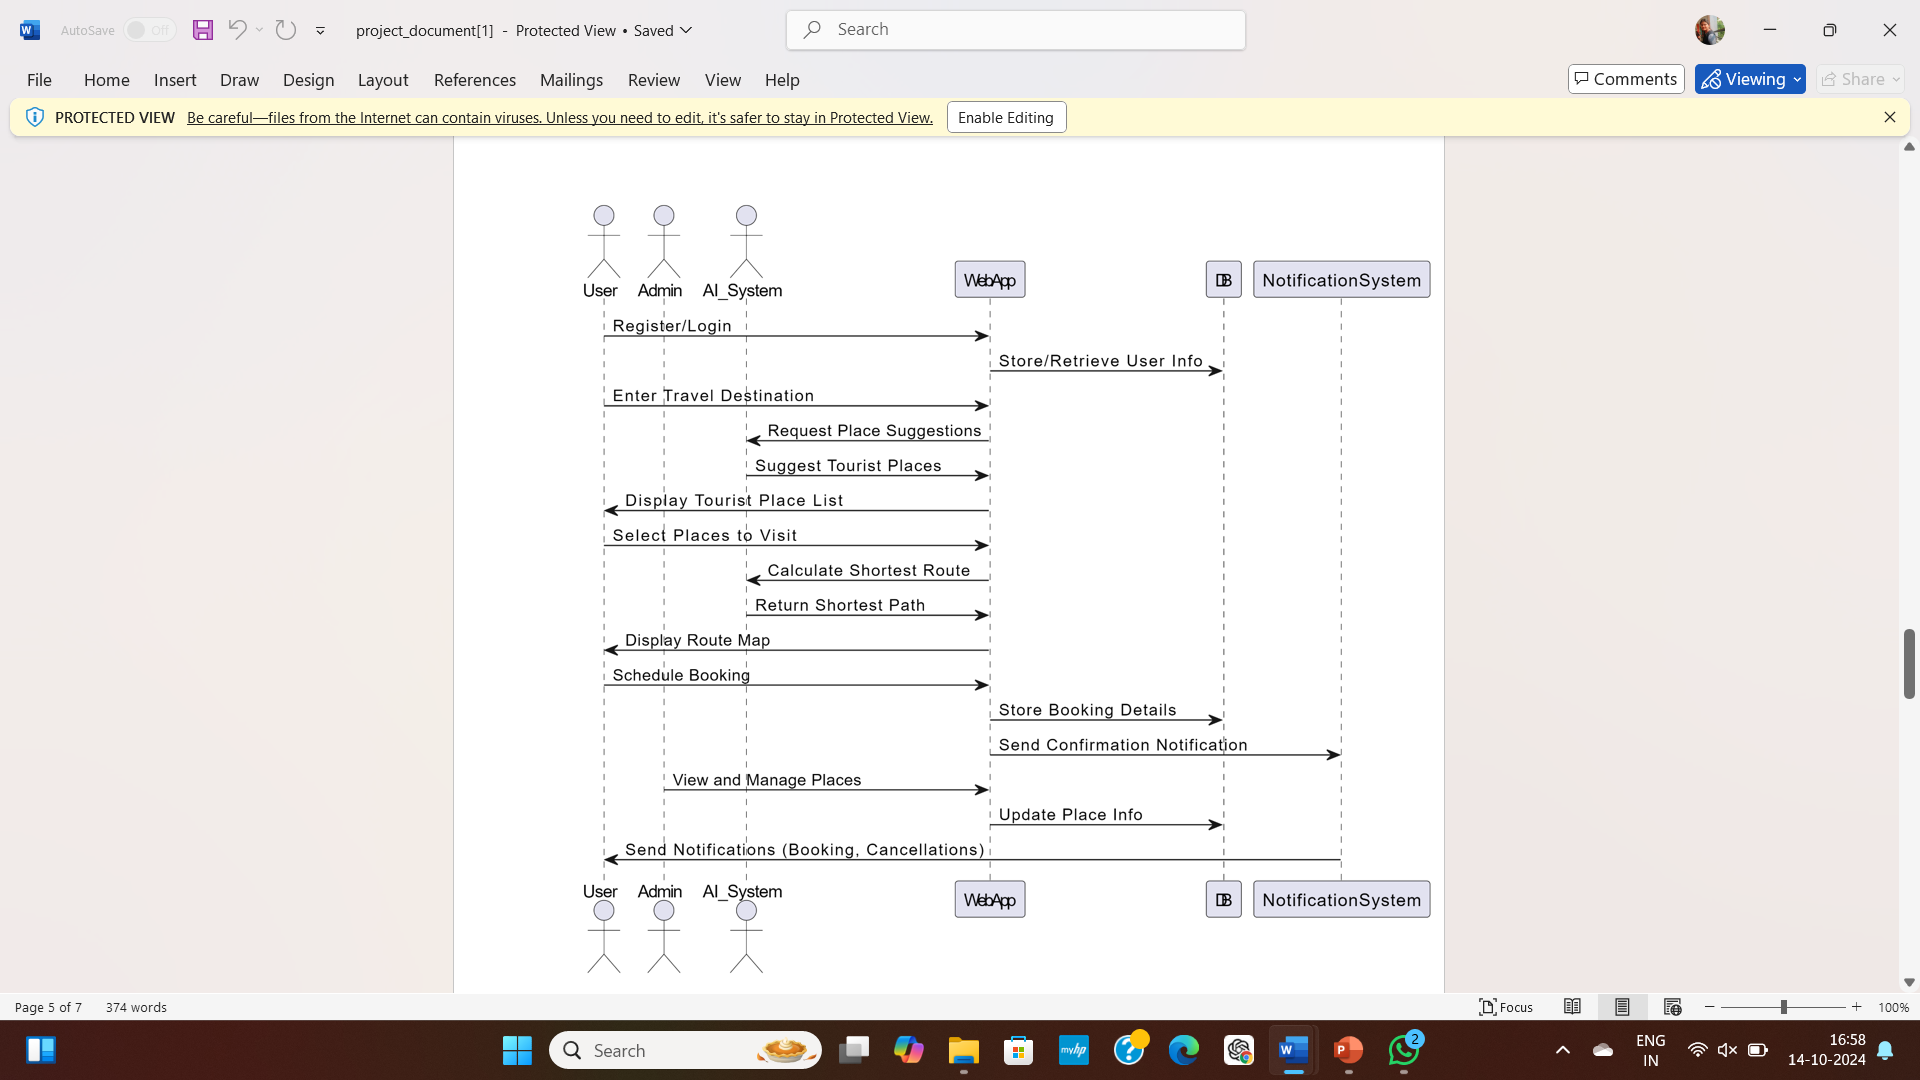 AutoSave Off project_document[1] - Protected View • Saved Search
File Home Insert Draw Design Layout References Mailings Review View Help Comments Viewing Share
PROTECTED VIEW Be careful—files from the Internet can contain viruses. Unless you need to edit, it's safer to stay in Protected View. Enable Editing
User Admin AI_System WebApp DB NotificationSystem
Register/Login
Store/Retrieve User Info
Enter Travel Destination
Request Place Suggestions
Suggest Tourist Places
Display Tourist Place List
Select Places to Visit
Calculate Shortest Route
Return Shortest Path
Display Route Map
Schedule Booking
Store Booking Details
Send Confirmation Notification
View and Manage Places
Update Place Info
Send Notifications (Booking, Cancellations)
User Admin AI_System WebApp DB NotificationSystem
Page 5 of 7 374 words Focus 100%
Search myhp W P 2 ENG IN 16:58 14-10-2024